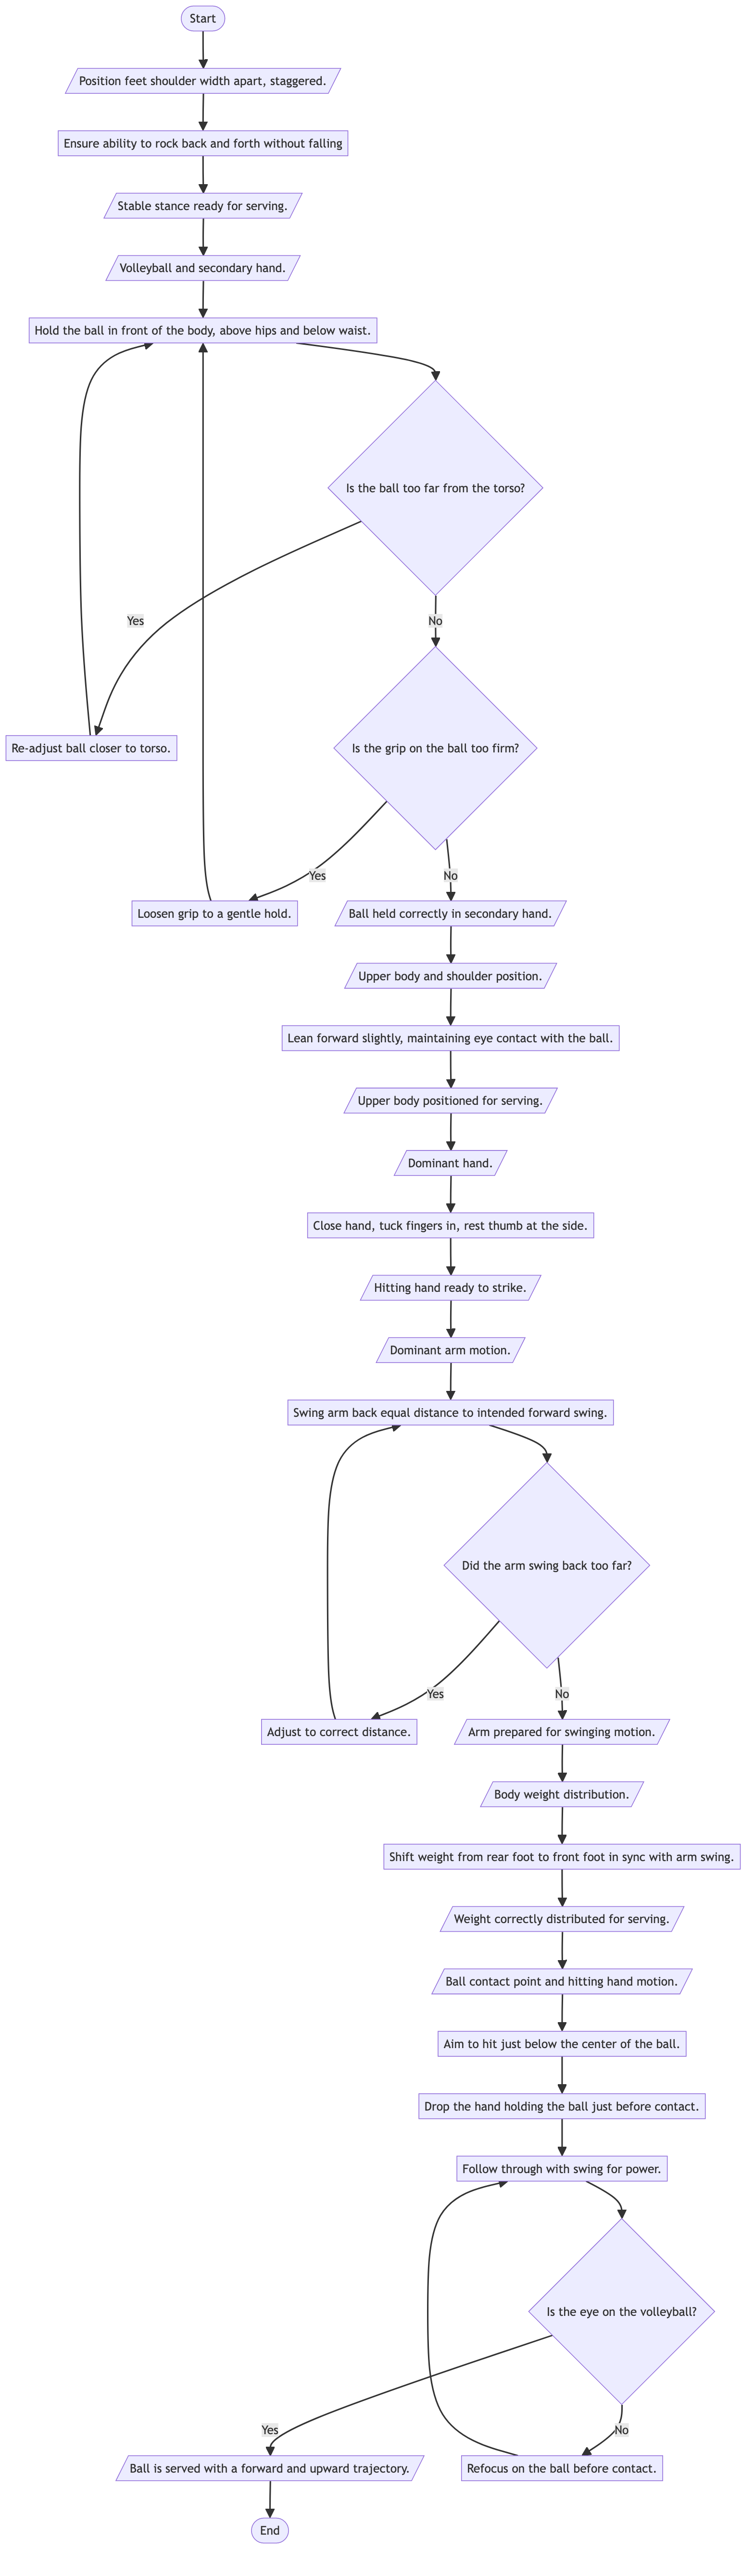 Start
Position feet shoulder width apart, staggered.
Ensure ability to rock back and forth without falling
Stable stance ready for serving.
Volleyball and secondary hand.
Hold the ball in front of the body, above hips and below waist.
Is the ball too far from the torso?
Yes
No
Re-adjust ball closer to torso.
Is the grip on the ball too firm?
Yes
No
Loosen grip to a gentle hold.
Ball held correctly in secondary hand.
Upper body and shoulder position.
Lean forward slightly, maintaining eye contact with the ball.
Upper body positioned for serving.
Dominant hand.
Close hand, tuck fingers in, rest thumb at the side.
Hitting hand ready to strike.
Dominant arm motion.
Swing arm back equal distance to intended forward swing.
Did the arm swing back too far?
Yes
No
Adjust to correct distance.
Arm prepared for swinging motion.
Body weight distribution.
Shift weight from rear foot to front foot in sync with arm swing.
Weight correctly distributed for serving.
Ball contact point and hitting hand motion.
Aim to hit just below the center of the ball.
Drop the hand holding the ball just before contact.
Follow through with swing for power.
Is the eye on the volleyball?
Yes
No
Ball is served with a forward and upward trajectory.
Refocus on the ball before contact.
End